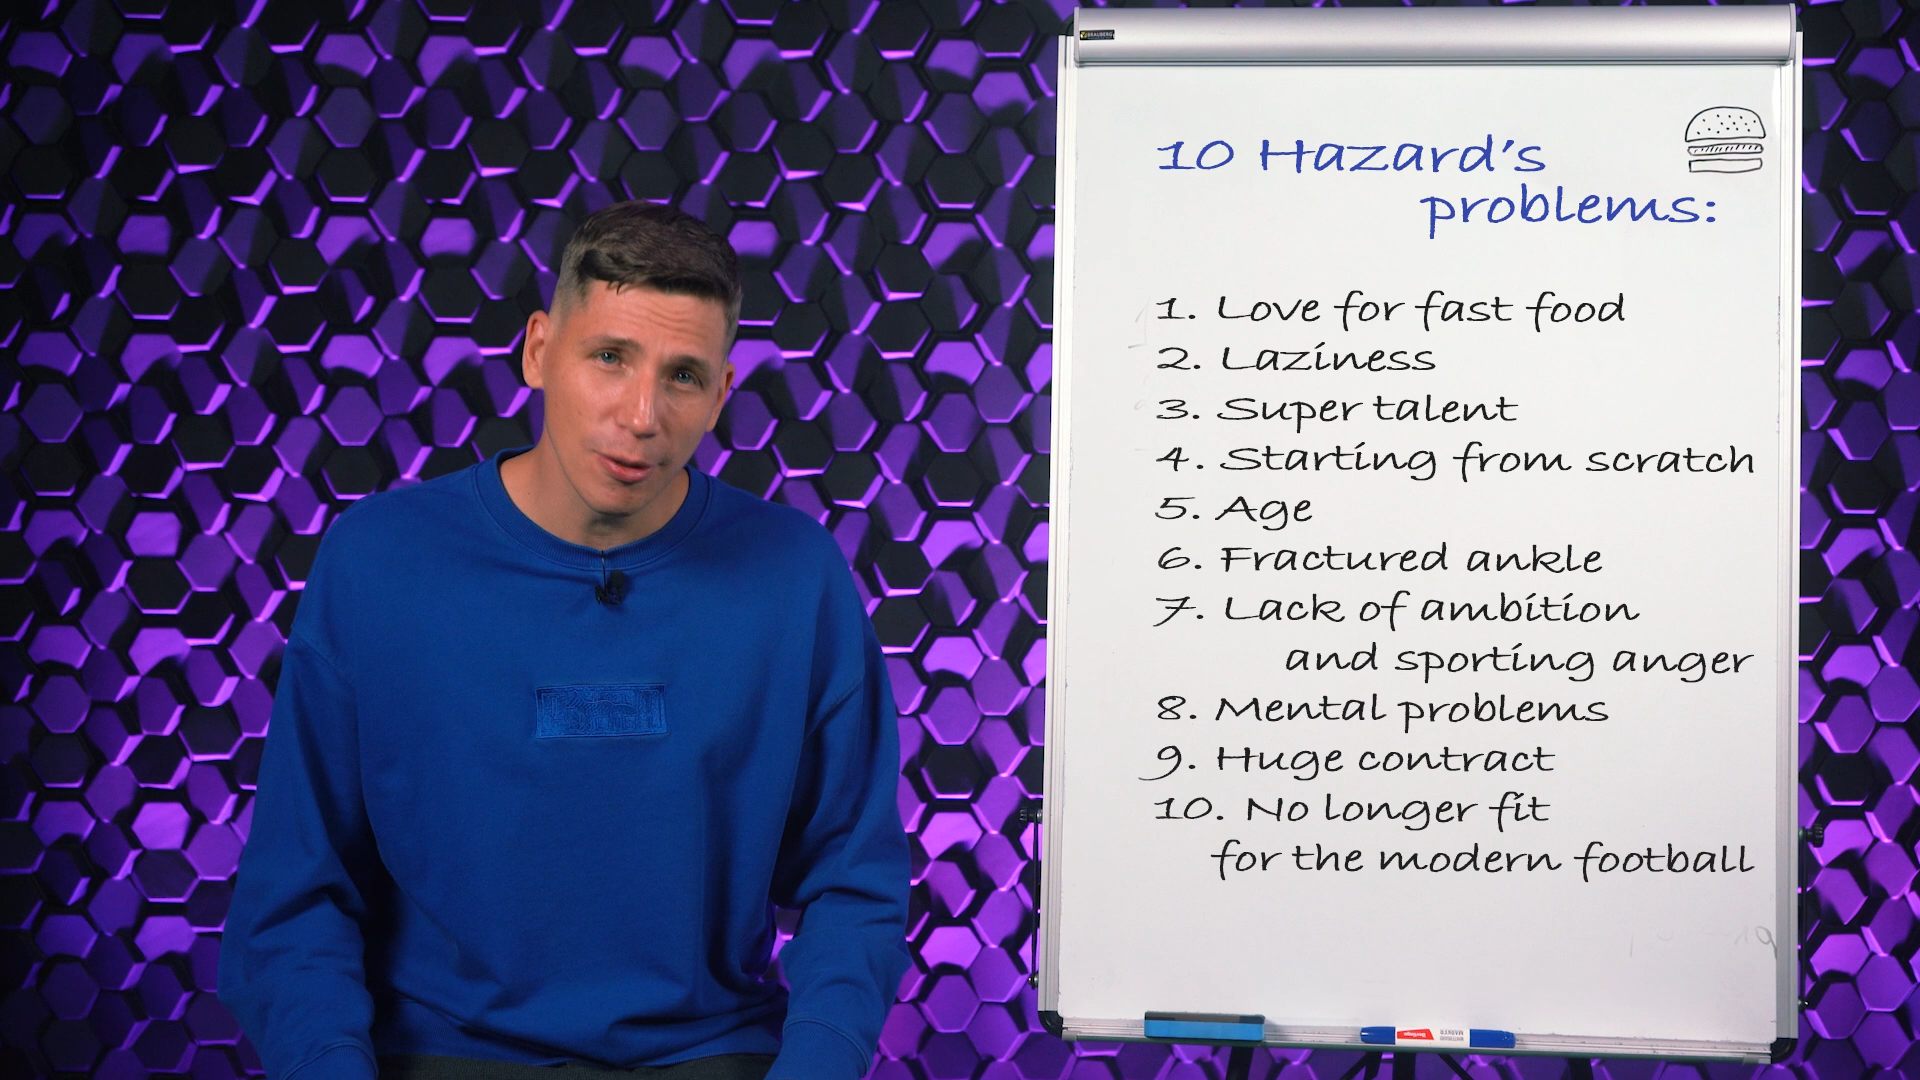 BRAUBERG
10 Hazard's
problems:
1. Love for fast food
2. Laziness
3. Super talent
4. Starting from scratch
5. Age
6. Fractured ankle
7. Lack of ambition
and sporting anger
8. Mental problems
9. Huge contract
10. No longer fit
for the modern football